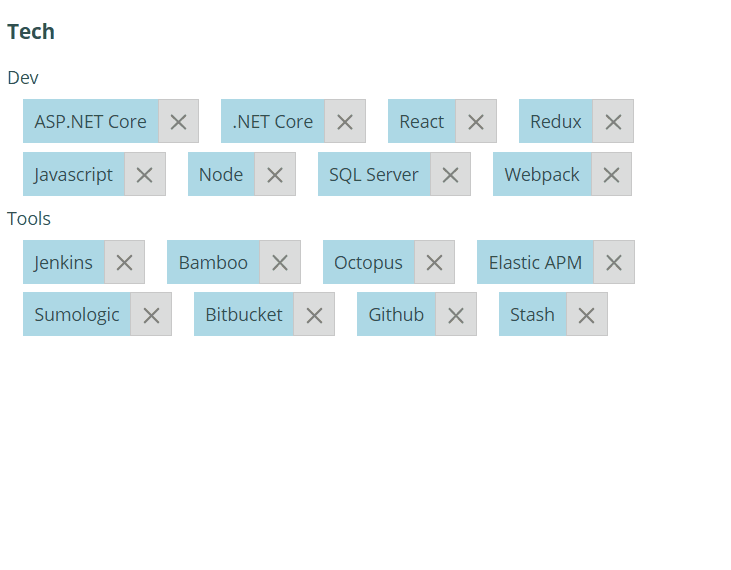 Tech
Dev
ASP.NET Core .NET Core React Redux
Javascript Node SQL Server Webpack
Tools
Jenkins Bamboo Octopus Elastic APM
Sumologic Bitbucket Github Stash